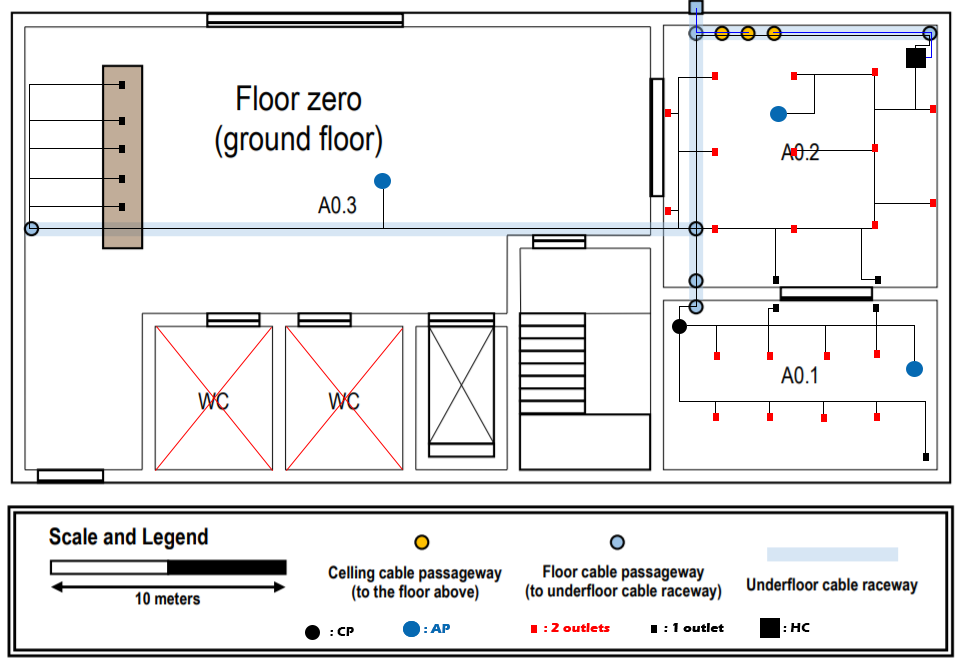 Floor zero
(ground floor)
A0.3
A0.2
A0.1
WC
WC
Scale and Legend
10 meters
Celling cable passageway
(to the floor above)
Floor cable passageway
(to underfloor cable raceway)
Underfloor cable raceway
: CP
: AP
: 2 outlets
: 1 outlet
: HC